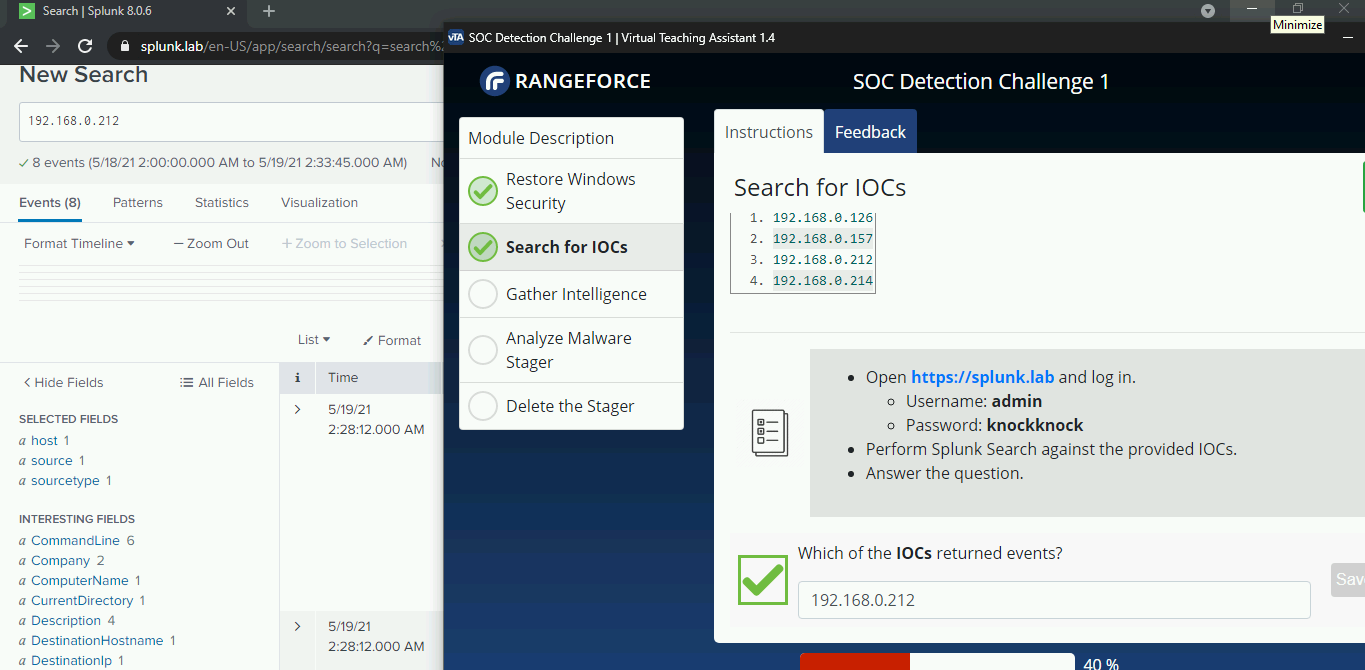 Search | Splunk 8.0.6
splunk.lab/en-US/app/search/search?q=search%2
Minimize
New Search
192.168.0.212
8 events (5/18/21 2:00:00.000 AM to 5/19/21 2:33:45.000 AM)
Events (8)
Patterns
Statistics
Visualization
Format Timeline
Zoom Out
+ Zoom to Selection
List
Format
Hide Fields
All Fields
i
Time
SELECTED FIELDS
a host 1
a source 1
a sourcetype 1
INTERESTING FIELDS
a CommandLine 6
a Company 2
a ComputerName 1
a CurrentDirectory 1
a Description 4
a DestinationHostname 1
a DestinationIp 1
5/19/21
2:28:12.000 AM
5/19/21
2:28:12.000 AM
VTA SOC Detection Challenge 1 | Virtual Teaching Assistant 1.4
RANGEFORCE
SOC Detection Challenge 1
Module Description
Restore Windows
Security
Search for IOCs
Gather Intelligence
Analyze Malware
Stager
Delete the Stager
Instructions
Feedback
Search for IOCs
1. 192.168.0.126
2. 192.168.0.157
3. 192.168.0.212
4. 192.168.0.214
• Open https://splunk.lab and log in.
Username: admin
Password: knockknock
• Perform Splunk Search against the provided IOCs.
• Answer the question.
Which of the IOCs returned events?
192.168.0.212
40 %